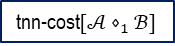 tnn-cost[𝒜 ⋄₁ ℬ]